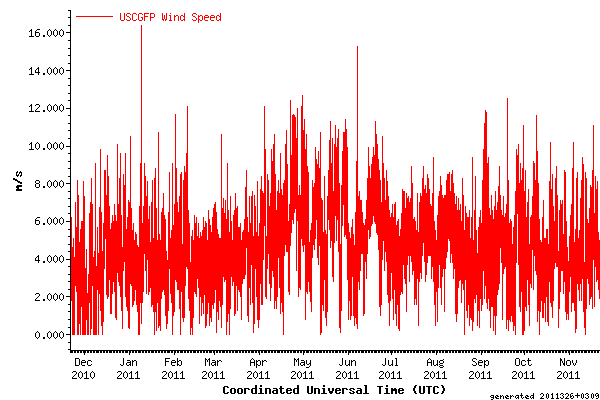 USCGFP Wind Speed
16.000
14.000
12.000
10.000
8.000
6.000
4.000
2.000
0.000
m/s
Dec Jan Feb Mar Apr May Jun Jul Aug Sep Oct Nov
2010 2011 2011 2011 2011 2011 2011 2011 2011 2011 2011 2011
Coordinated Universal Time (UTC)
generated 2011326+0309